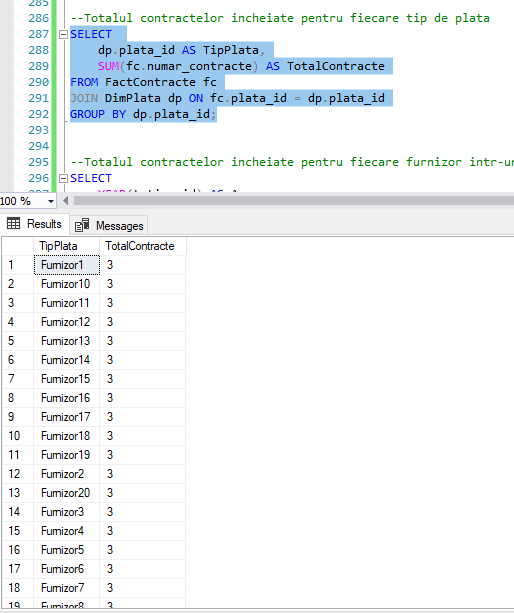 285
286 --Totalul contractelor incheiate pentru fiecare tip de plata
287 SELECT
288 dp.plata_id AS TipPlata,
289 SUM(fc.numar_contracte) AS TotalContracte
290 FROM FactContracte fc
291 JOIN DimPlata dp ON fc.plata_id = dp.plata_id
292 GROUP BY dp.plata_id;
293
294
295 --Totalul contractelor incheiate pentru fiecare furnizor intr-un
296 SELECT
100 %
Results Messages
TipPlata TotalContracte
1 Furnizor1 3
2 Furnizor10 3
3 Furnizor11 3
4 Furnizor12 3
5 Furnizor13 3
6 Furnizor14 3
7 Furnizor15 3
8 Furnizor16 3
9 Furnizor17 3
10 Furnizor18 3
11 Furnizor19 3
12 Furnizor2 3
13 Furnizor20 3
14 Furnizor3 3
15 Furnizor4 3
16 Furnizor5 3
17 Furnizor6 3
18 Furnizor7 3
19 Furnizor8 3